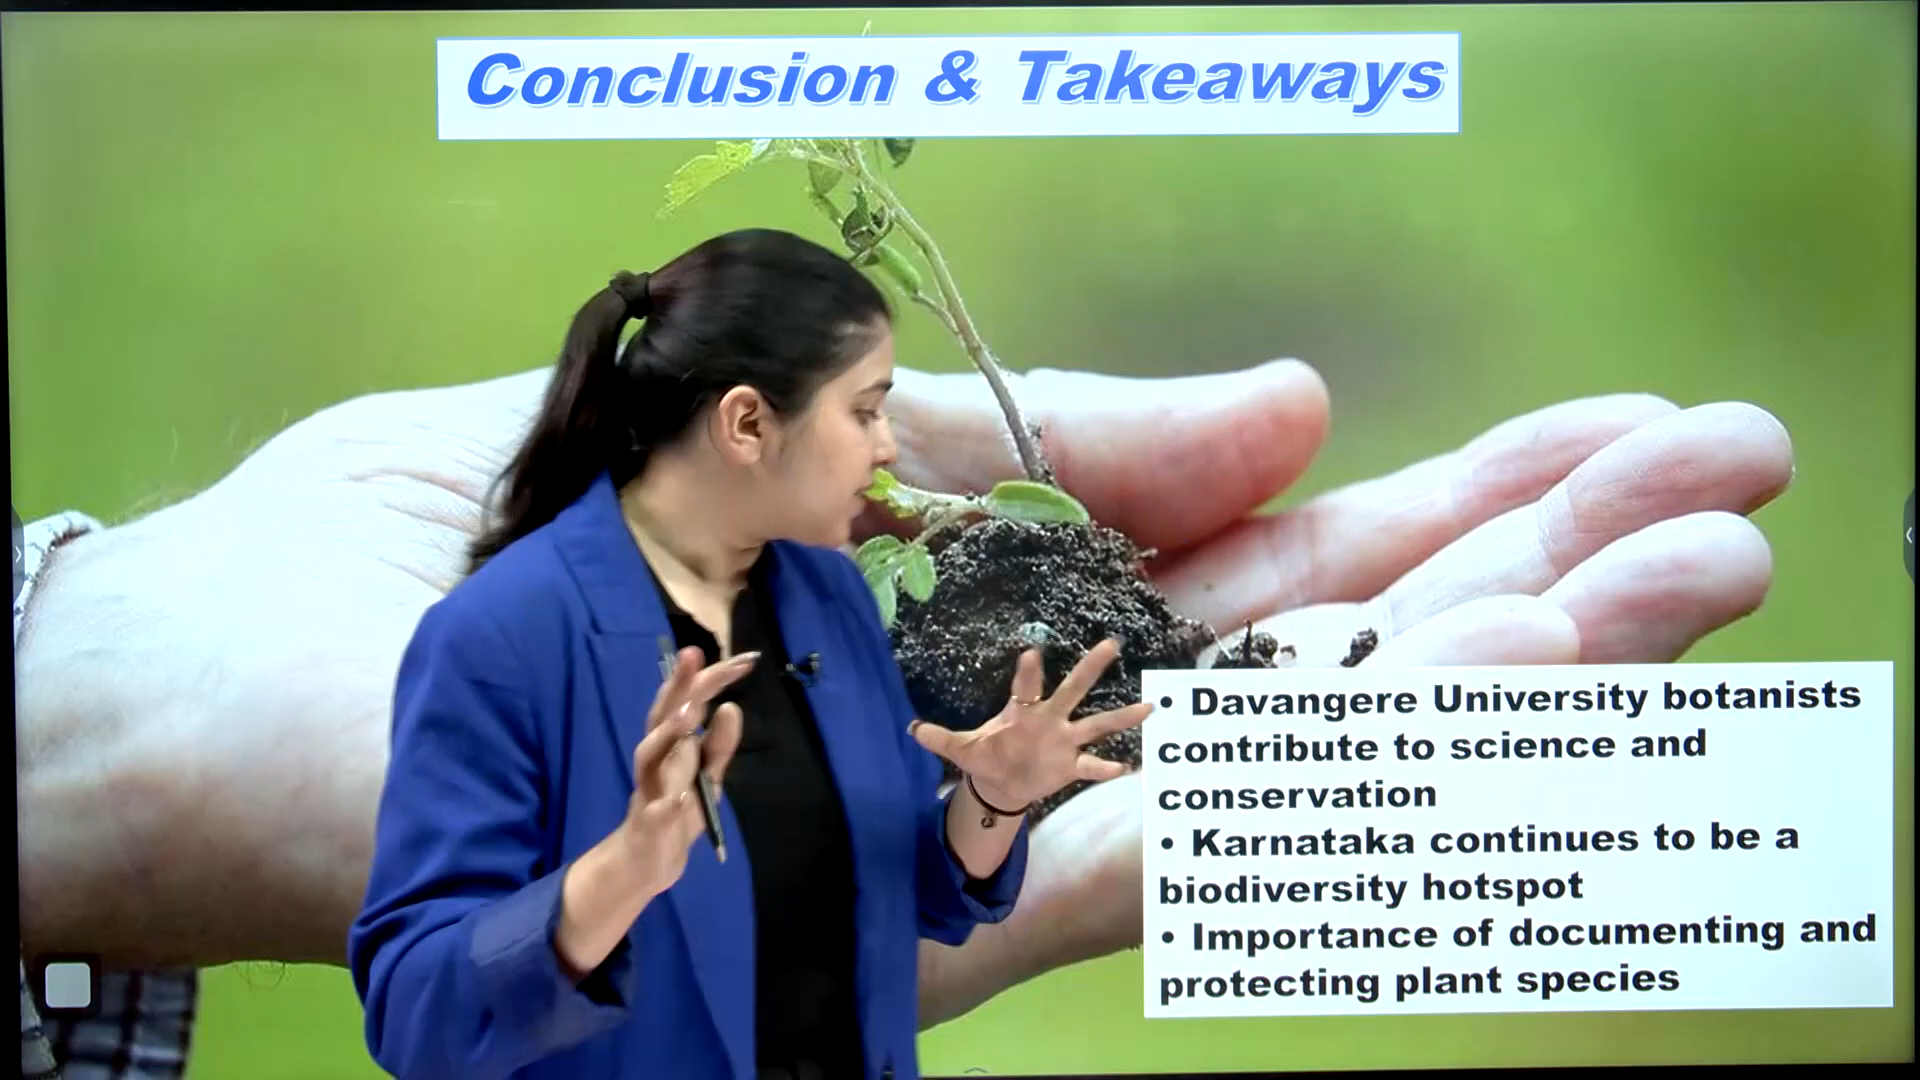 Conclusion & Takeaways
• Davangere University botanists
contribute to science and
conservation
• Karnataka continues to be a
biodiversity hotspot
• Importance of documenting and
protecting plant species